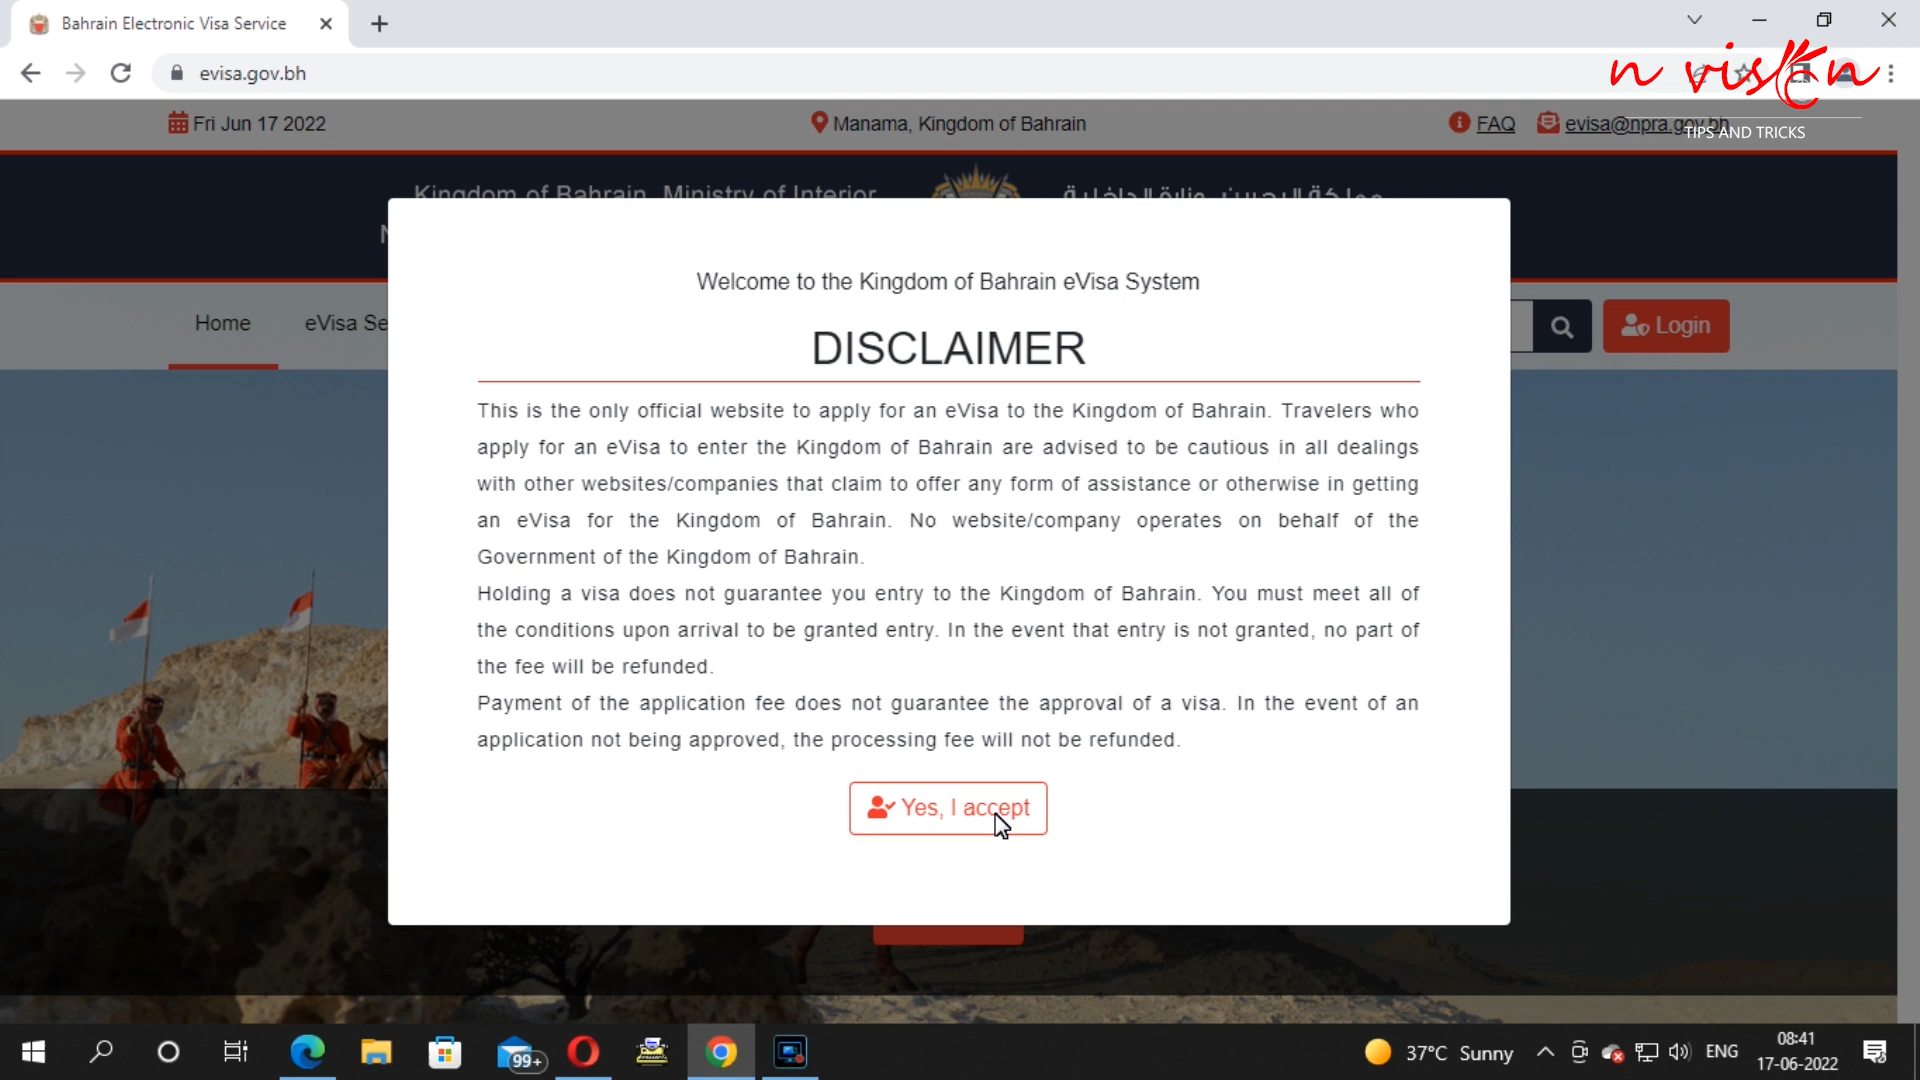 Bahrain Electronic Visa Service
evisa.gov.bh
n vision
TIPS AND TRICKS
Fri Jun 17 2022
Manama, Kingdom of Bahrain
FAQ
evisa@npra.gov.bh
Kingdom of Bahrain, Ministry of Interior
مملكة البحرين، وزارة الداخلية
N
Home
eVisa Se
Login
Welcome to the Kingdom of Bahrain eVisa System
DISCLAIMER
This is the only official website to apply for an eVisa to the Kingdom of Bahrain. Travelers who
apply for an eVisa to enter the Kingdom of Bahrain are advised to be cautious in all dealings
with other websites/companies that claim to offer any form of assistance or otherwise in getting
an eVisa for the Kingdom of Bahrain. No website/company operates on behalf of the
Government of the Kingdom of Bahrain.
Holding a visa does not guarantee you entry to the Kingdom of Bahrain. You must meet all of
the conditions upon arrival to be granted entry. In the event that entry is not granted, no part of
the fee will be refunded.
Payment of the application fee does not guarantee the approval of a visa. In the event of an
application not being approved, the processing fee will not be refunded.
Yes, I accept
99+
37°C Sunny
ENG
08:41
17-06-2022